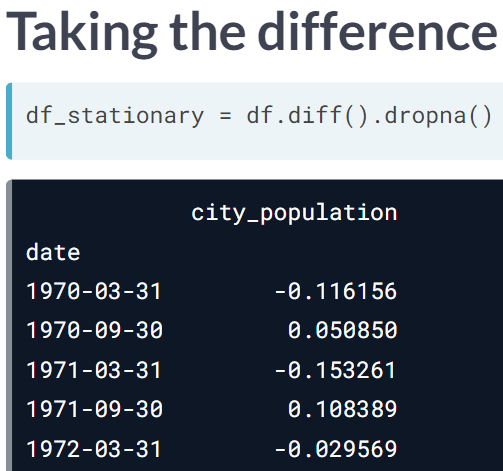 Taking the difference
df_stationary = df.diff().dropna()
city_population
date
1970-03-31 -0.116156
1970-09-30 0.050850
1971-03-31 -0.153261
1971-09-30 0.108389
1972-03-31 -0.029569